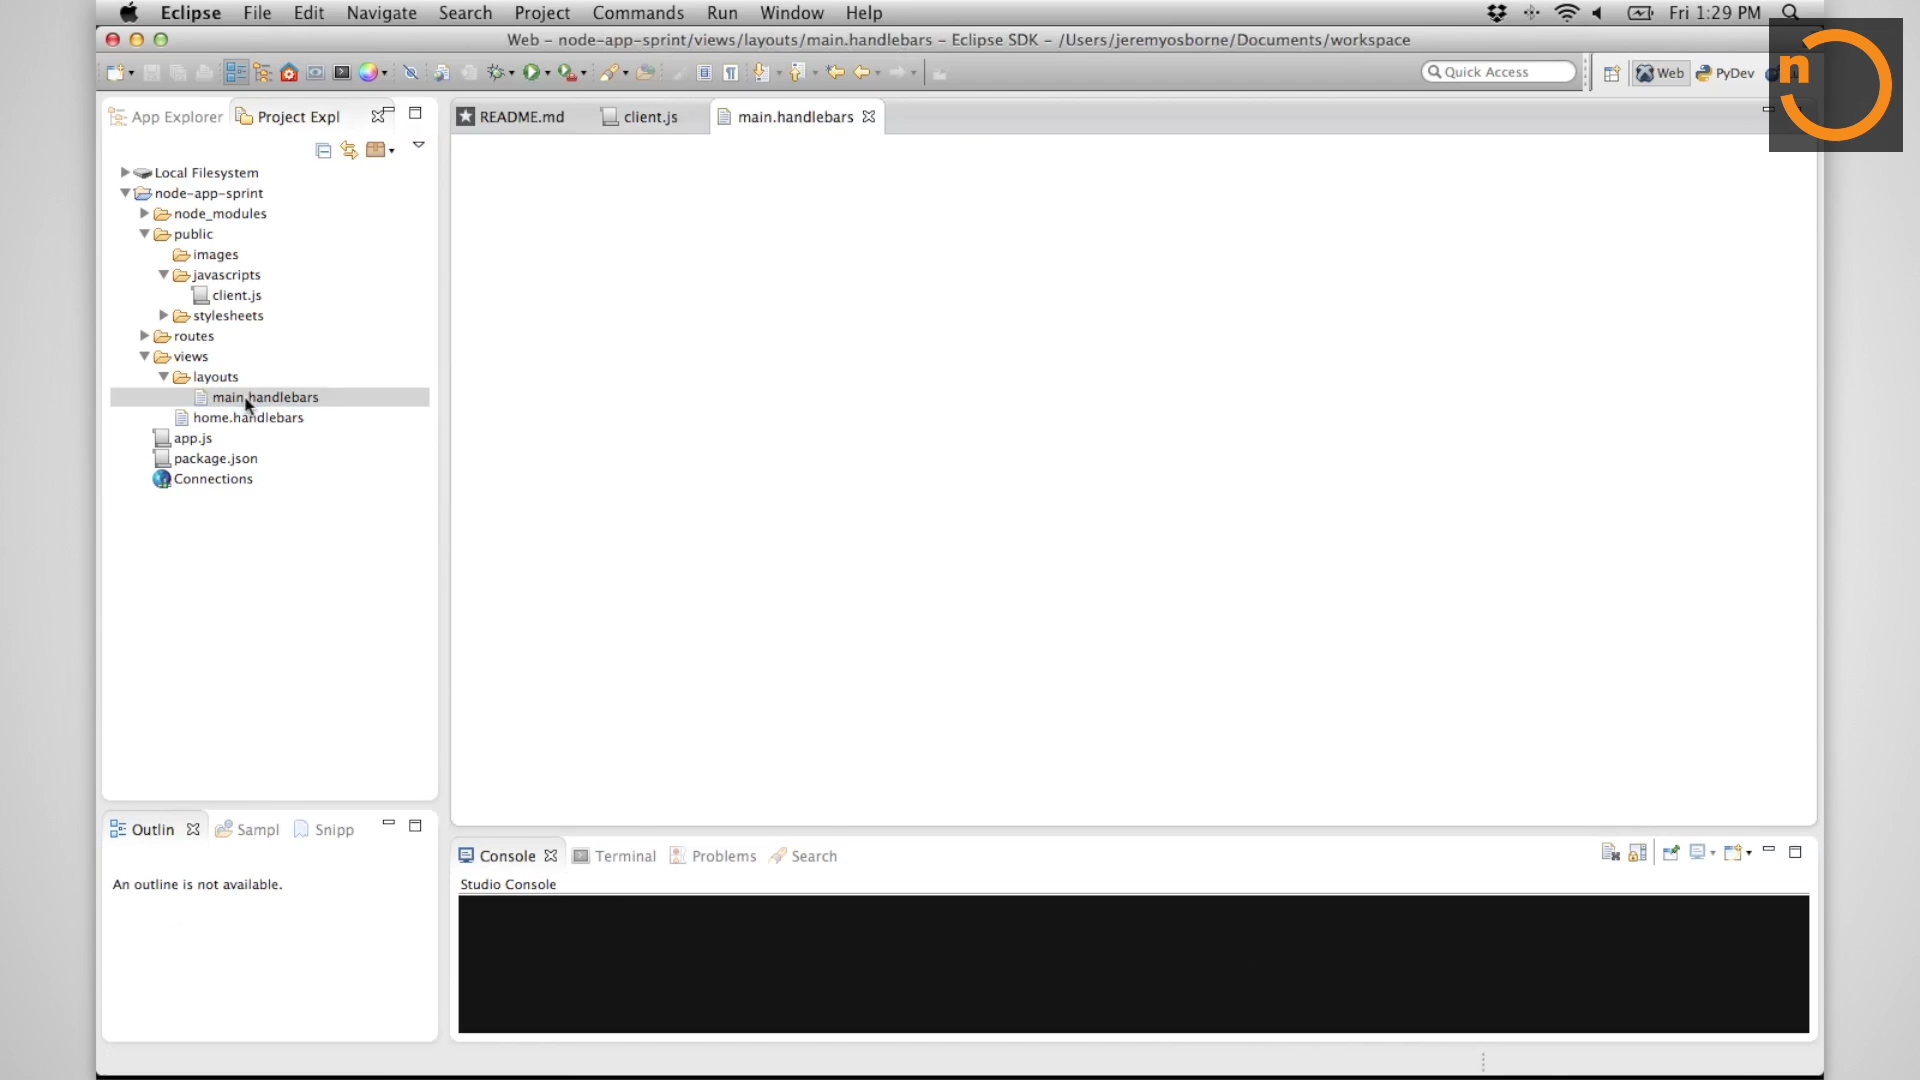 Eclipse File Edit Navigate Search Project Commands Run Window Help Fri 1:29 PM
Web – node-app-sprint/views/layouts/main.handlebars – Eclipse SDK – /Users/jeremyosborne/Documents/workspace
Quick Access Web PyDev
n
App Explorer Project Expl
README.md client.js main.handlebars
Local Filesystem
node-app-sprint
node_modules
public
images
javascripts
client.js
stylesheets
routes
views
layouts
main.handlebars
home.handlebars
app.js
package.json
Connections
Outlin Sampl Snipp
An outline is not available.
Console Terminal Problems Search
Studio Console